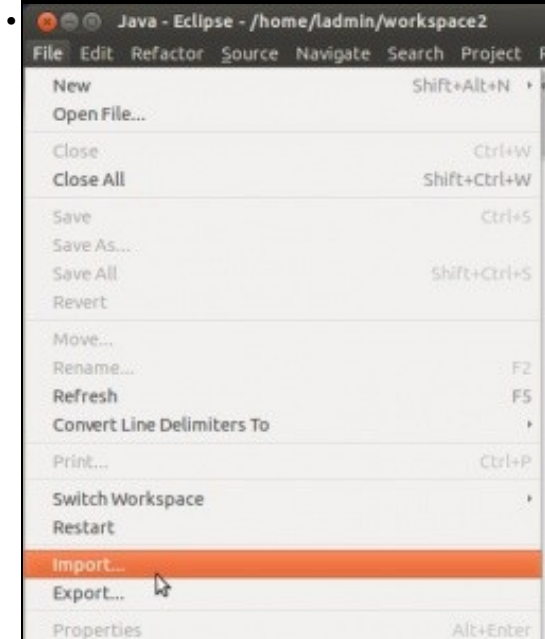 Java - Eclipse - /home/ladmin/workspace2
File Edit Refactor Source Navigate Search Project
New Shift+Alt+N
Open File...
Close Ctrl+W
Close All Shift+Ctrl+W
Save Ctrl+S
Save As...
Save All Shift+Ctrl+S
Revert
Move...
Rename... F2
Refresh F5
Convert Line Delimiters To
Print... Ctrl+P
Switch Workspace
Restart
Import...
Export...
Properties Alt+Enter